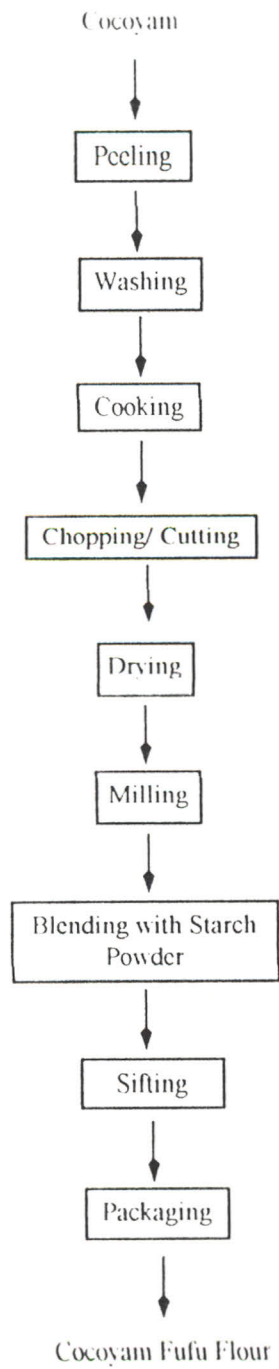 Cocoyam
Peeling
Washing
Cooking
Chopping/ Cutting
Drying
Milling
Blending with Starch
Powder
Sifting
Packaging
Cocoyam Fufu Flour